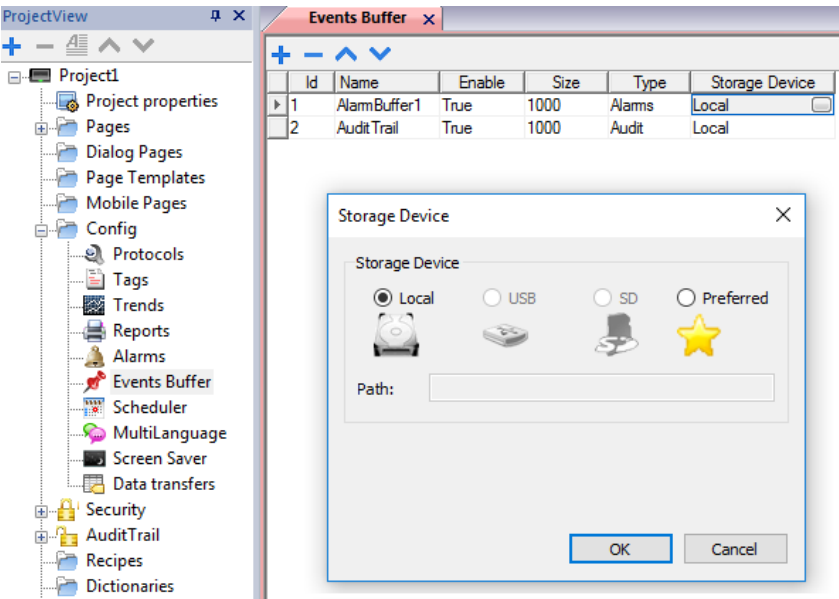 ProjectView
Project1
Project properties
Pages
Dialog Pages
Page Templates
Mobile Pages
Config
Protocols
Tags
Trends
Reports
Alarms
Events Buffer
Scheduler
MultiLanguage
Screen Saver
Data transfers
Security
AuditTrail
Recipes
Dictionaries
Events Buffer
Id Name Enable Size Type Storage Device
1 AlarmBuffer1 True 1000 Alarms Local
2 AuditTrail True 1000 Audit Local
Storage Device
Storage Device
Local USB SD Preferred
SD
Path:
OK Cancel